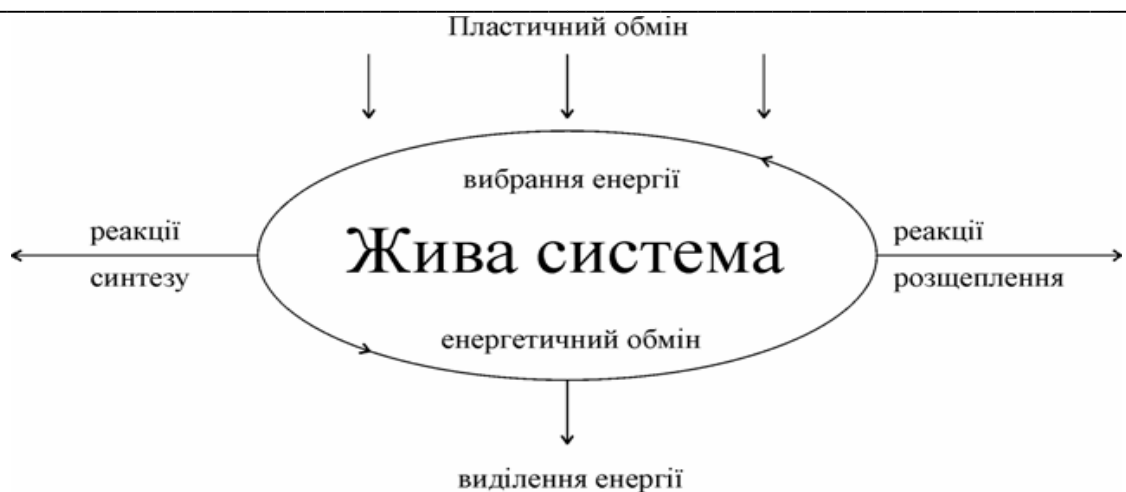 Пластичний обмін
вибрання енергії
реакції
синтезу
Жива система
реакції
розщеплення
енергетичний обмін
виділення енергії